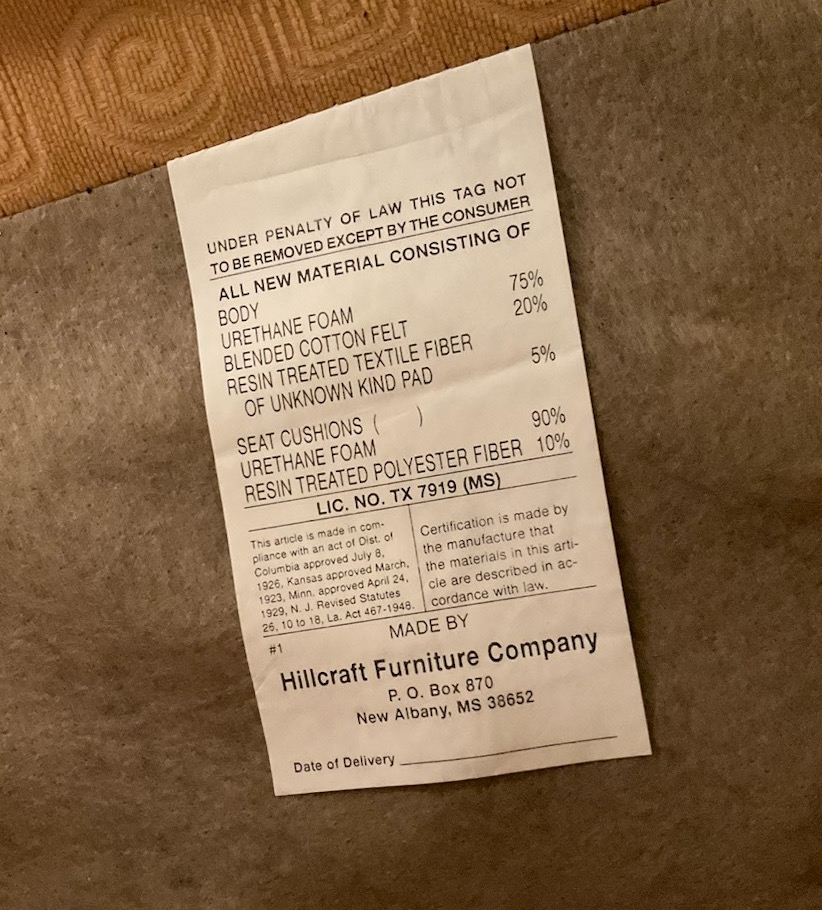 UNDER PENALTY OF LAW THIS TAG NOT
TO BE REMOVED EXCEPT BY THE CONSUMER
ALL NEW MATERIAL CONSISTING OF
BODY
URETHANE FOAM 75%
BLENDED COTTON FELT 20%
RESIN TREATED TEXTILE FIBER
OF UNKNOWN KIND PAD 5%
SEAT CUSHIONS ( )
URETHANE FOAM 90%
RESIN TREATED POLYESTER FIBER 10%
LIC. NO. TX 7919 (MS)
This article is made in com-
pliance with an act of Dist. of
Columbia approved July 8,
1926, Kansas approved March,
1923, Minn. approved April 24,
1929, N. J. Revised Statutes
26, 10 to 18, La. Act 467-1948.
Certification is made by
the manufacture that
the materials in this arti-
cle are described in ac-
cordance with law.
#1
MADE BY
Hillcraft Furniture Company
P. O. Box 870
New Albany, MS 38652
Date of Delivery